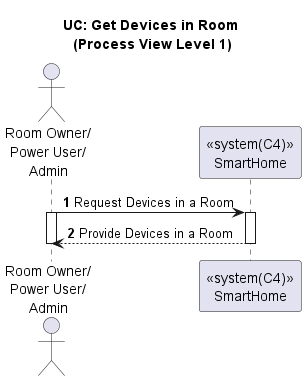 UC: Get Devices in Room
(Process View Level 1)
Room Owner/
Power User/
Admin
«system(C4)»
SmartHome
1 Request Devices in a Room
2 Provide Devices in a Room
Room Owner/
Power User/
Admin
«system(C4)»
SmartHome